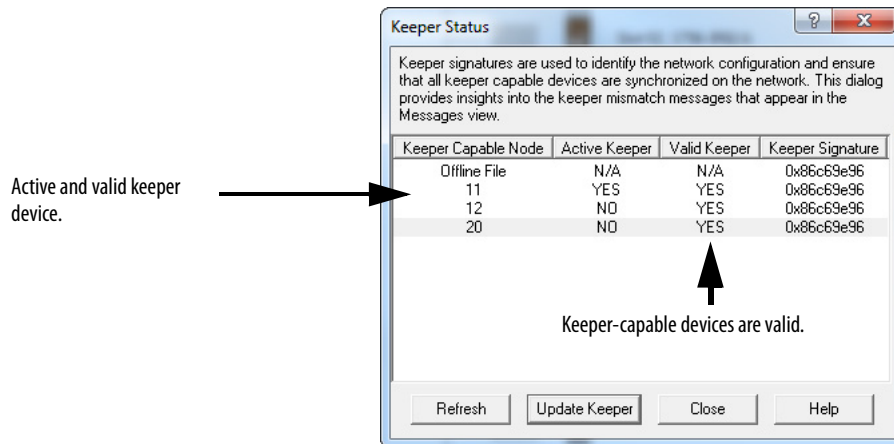 Keeper Status
Keeper signatures are used to identify the network configuration and ensure
that all keeper capable devices are synchronized on the network. This dialog
provides insights into the keeper mismatch messages that appear in the
Messages view.
Keeper Capable Node Active Keeper Valid Keeper Keeper Signature
Offline File N/A N/A 0x86c69e96
11 YES YES 0x86c69e96
12 NO YES 0x86c69e96
20 NO YES 0x86c69e96
Active and valid keeper
device.
Keeper-capable devices are valid.
Refresh Update Keeper Close Help